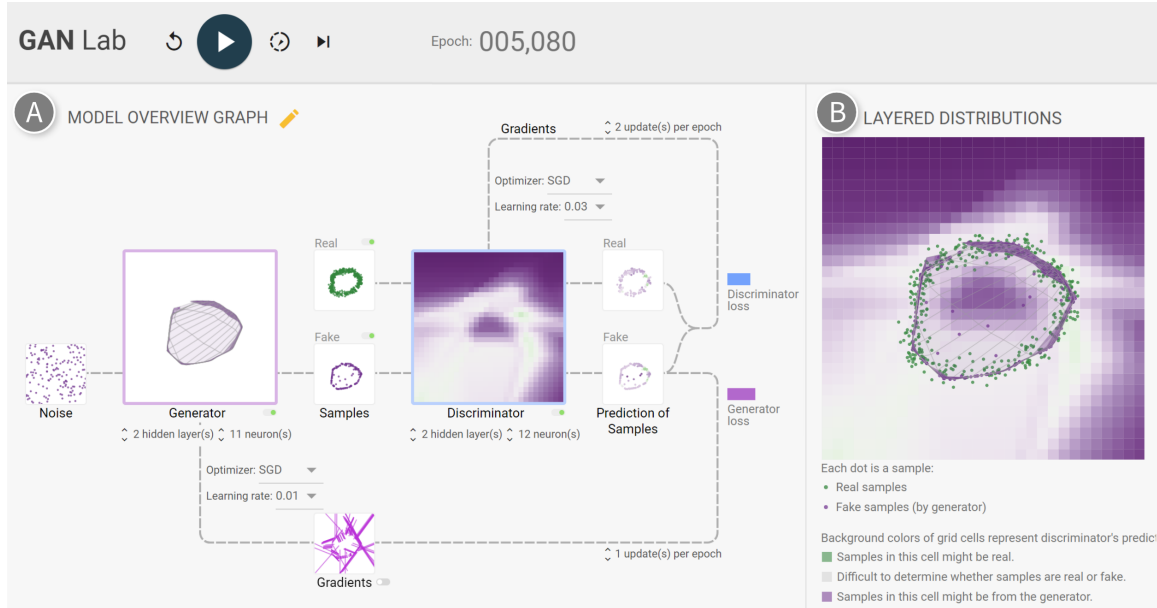 GAN Lab
Epoch: 005,080
A MODEL OVERVIEW GRAPH
Gradients
2 update(s) per epoch
Optimizer: SGD
Learning rate: 0.03
Real
Real
Discriminator
loss
Fake
Fake
Noise
Generator
Samples
Discriminator
Prediction of
Samples
Generator
loss
2 hidden layer(s) 11 neuron(s)
2 hidden layer(s) 12 neuron(s)
Optimizer: SGD
Learning rate: 0.01
Gradients
1 update(s) per epoch
B LAYERED DISTRIBUTIONS
Each dot is a sample:
Real samples
Fake samples (by generator)
Background colors of grid cells represent discriminator's predic
Samples in this cell might be real.
Difficult to determine whether samples are real or fake.
Samples in this cell might be from the generator.